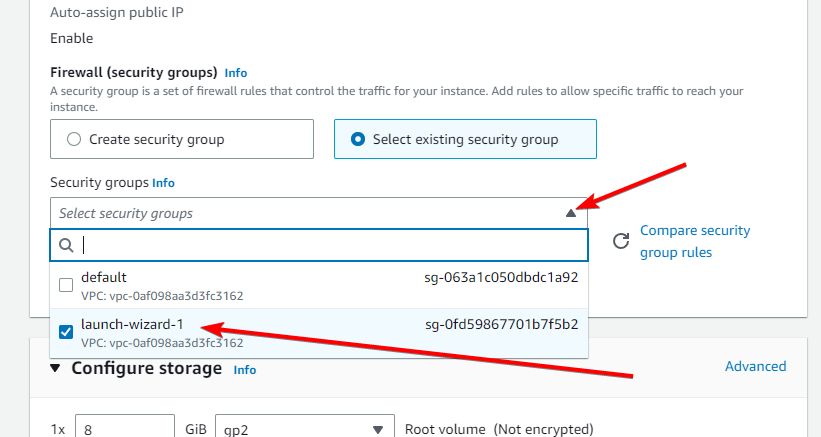 Auto-assign public IP
Enable
Firewall (security groups) Info
A security group is a set of firewall rules that control the traffic for your instance. Add rules to allow specific traffic to reach your
instance.
Create security group
Select existing security group
Security groups Info
Select security groups
Compare security
group rules
default sg-063a1c050dbdc1a92
VPC: vpc-0af098aa3d3fc3162
launch-wizard-1 sg-0fd59867701b7f5b2
VPC: vpc-0af098aa3d3fc3162
Configure storage Info Advanced
1x 8 GiB gp2 Root volume (Not encrypted)